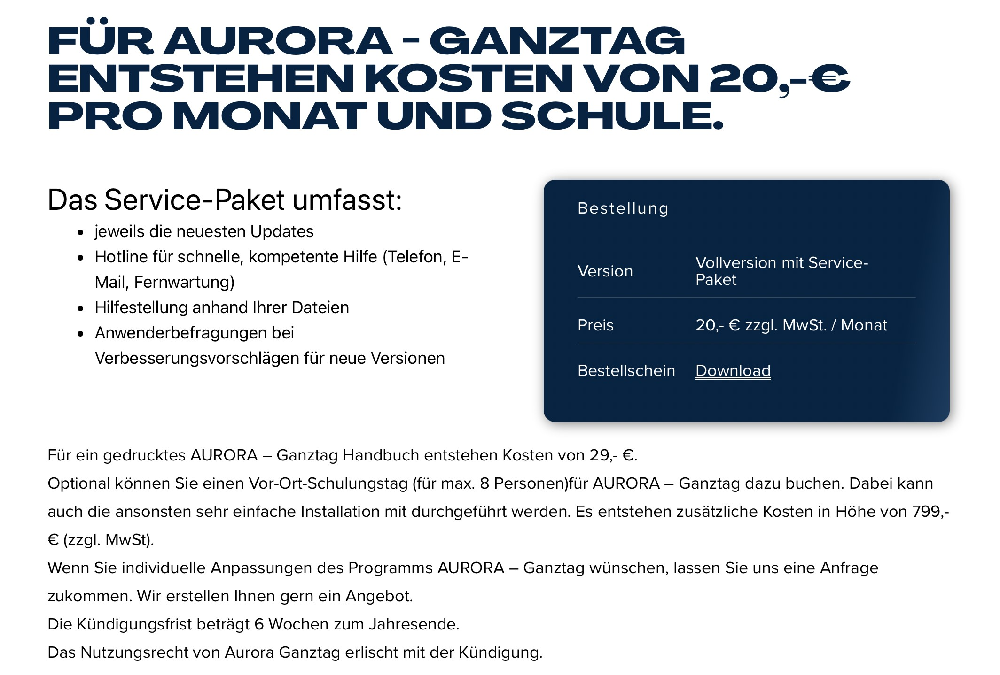 FÜR AURORA - GANZTAG
ENTSTEHEN KOSTEN VON 20,-€
PRO MONAT UND SCHULE.
Das Service-Paket umfasst:
• jeweils die neuesten Updates
• Hotline für schnelle, kompetente Hilfe (Telefon, E-
Mail, Fernwartung)
• Hilfestellung anhand Ihrer Dateien
• Anwenderbefragungen bei
Verbesserungsvorschlägen für neue Versionen
Bestellung
Version Vollversion mit Service-
Paket
Preis 20,- € zzgl. MwSt. / Monat
Bestellschein Download
Für ein gedrucktes AURORA – Ganztag Handbuch entstehen Kosten von 29,- €.
Optional können Sie einen Vor-Ort-Schulungstag (für max. 8 Personen)für AURORA – Ganztag dazu buchen. Dabei kann
auch die ansonsten sehr einfache Installation mit durchgeführt werden. Es entstehen zusätzliche Kosten in Höhe von 799,-
€ (zzgl. MwSt).
Wenn Sie individuelle Anpassungen des Programms AURORA – Ganztag wünschen, lassen Sie uns eine Anfrage
zukommen. Wir erstellen Ihnen gern ein Angebot.
Die Kündigungsfrist beträgt 6 Wochen zum Jahresende.
Das Nutzungsrecht von Aurora Ganztag erlischt mit der Kündigung.